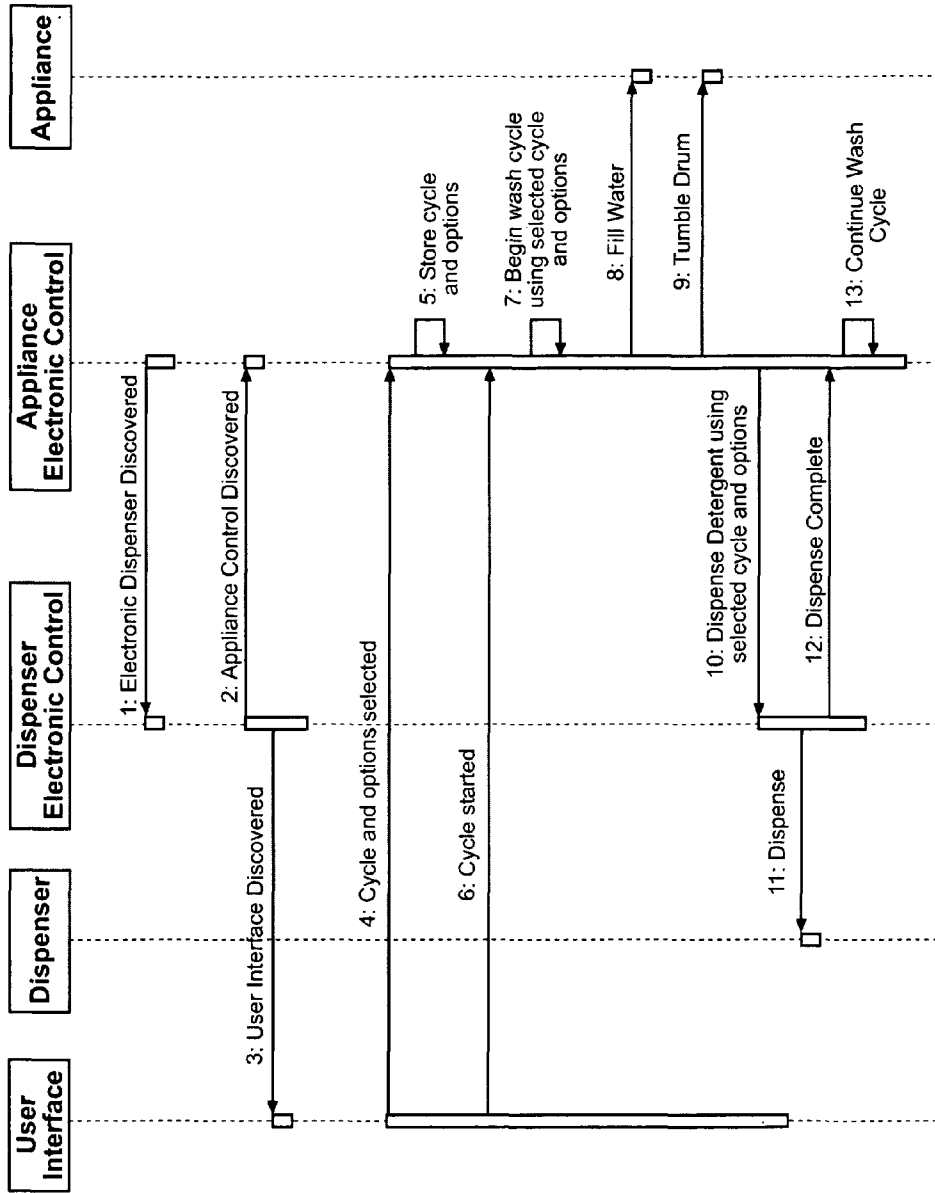 User
Interface
Dispenser
Dispenser
Electronic Control
Appliance
Electronic Control
Appliance
1: Electronic Dispenser Discovered
2: Appliance Control Discovered
3: User Interface Discovered
4: Cycle and options selected
5: Store cycle
and options
6: Cycle started
7: Begin wash cycle
using selected cycle
and options
8: Fill Water
9: Tumble Drum
10: Dispense Detergent using
selected cycle and options
11: Dispense
12: Dispense Complete
13: Continue Wash
Cycle